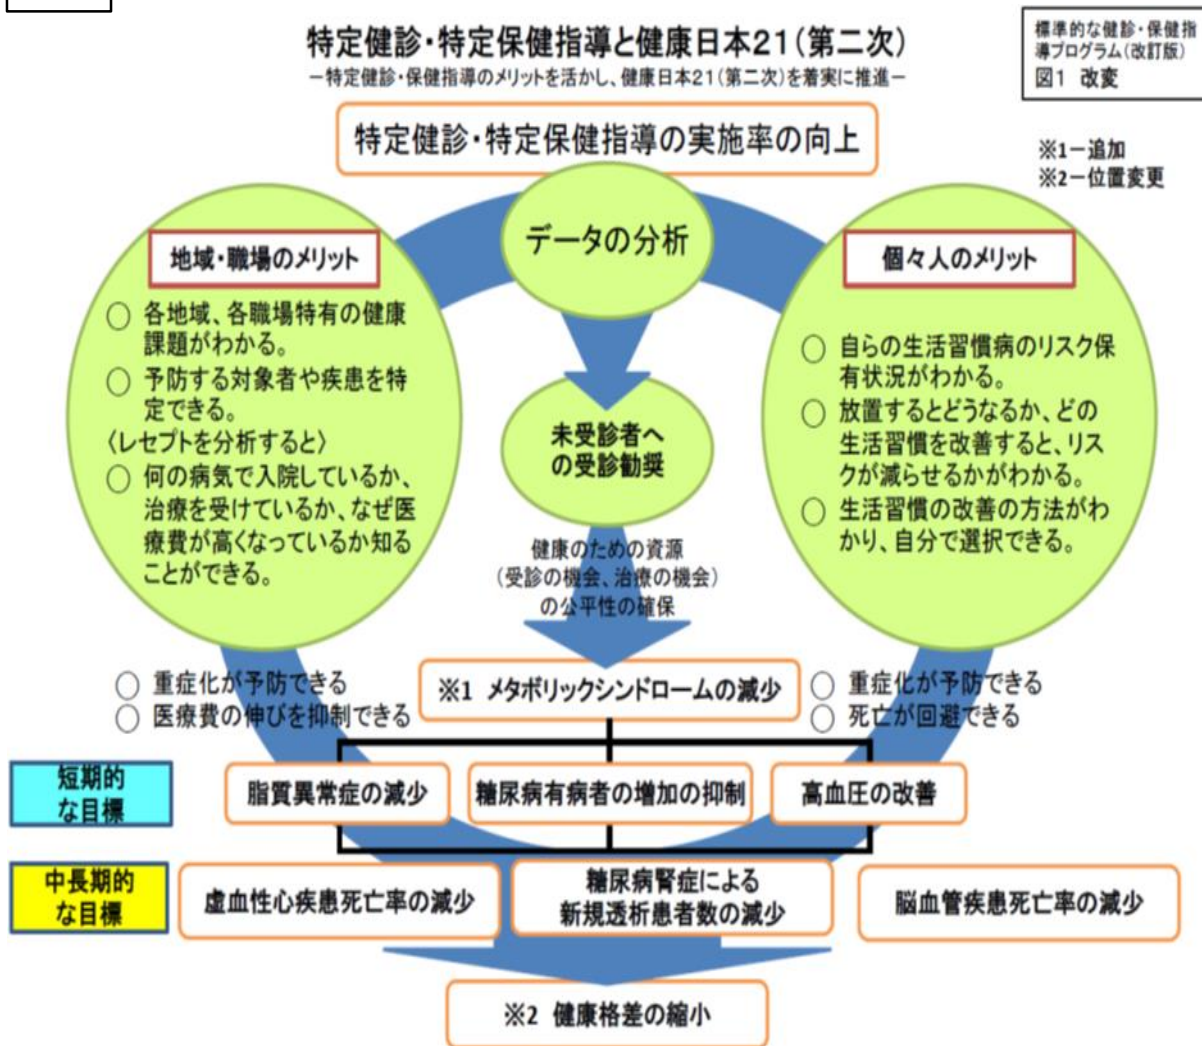 特定健診・特定保健指導と健康日本21(第二次)
－特定健診・保健指導のメリットを活かし、健康日本21(第二次)を着実に推進－
標準的な健診・保健指
導プログラム(改訂版)
図1 改変
※1－追加
※2－位置変更
特定健診・特定保健指導の実施率の向上
データの分析
地域・職場のメリット
○ 各地域、各職場特有の健康
課題がわかる。
○ 予防する対象者や疾患を特
定できる。
〈レセプトを分析すると〉
○ 何の病気で入院しているか、
治療を受けているか、なぜ医
療費が高くなっているか知る
ことができる。
未受診者へ
の受診勧奨
健康のための資源
(受診の機会、治療の機会)
の公平性の確保
個々人のメリット
○ 自らの生活習慣病のリスク保
有状況がわかる。
○ 放置するとどうなるか、どの
生活習慣を改善すると、リス
クが減らせるかがわかる。
○ 生活習慣の改善の方法がわ
かり、自分で選択できる。
○ 重症化が予防できる
○ 医療費の伸びを抑制できる
※1 メタボリックシンドロームの減少
○ 重症化が予防できる
○ 死亡が回避できる
短期的
な目標
脂質異常症の減少
糖尿病有病者の増加の抑制
高血圧の改善
中長期的
な目標
虚血性心疾患死亡率の減少
糖尿病腎症による
新規透析患者数の減少
脳血管疾患死亡率の減少
※2 健康格差の縮小